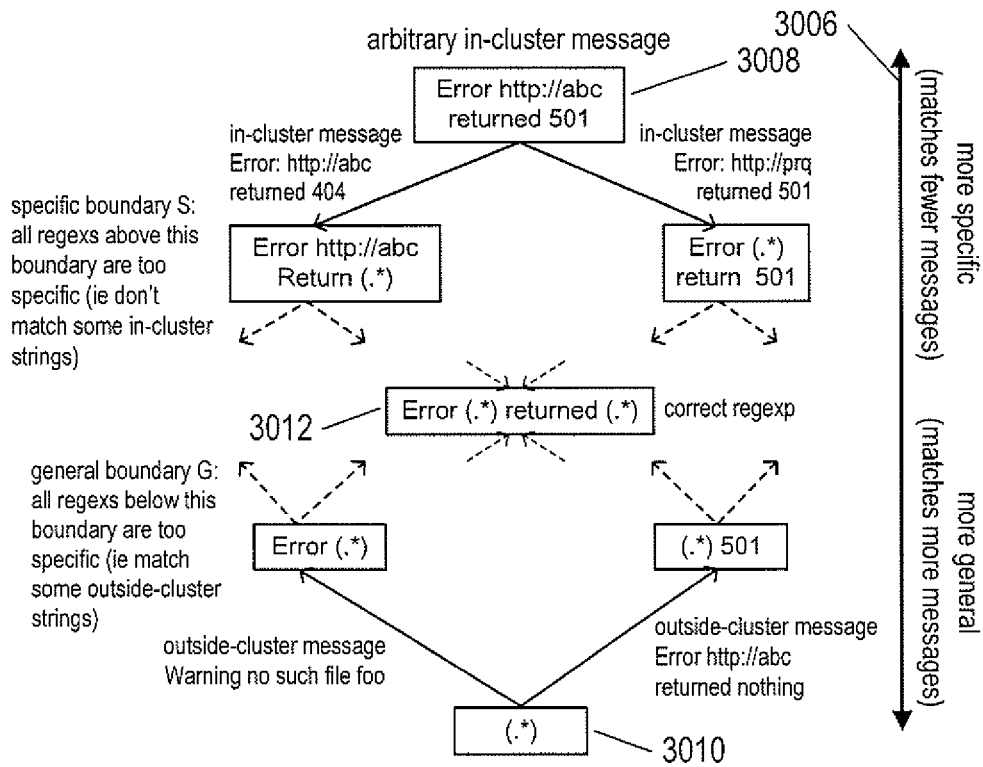 3006
arbitrary in-cluster message
3008
Error http://abc
returned 501
in-cluster message
Error: http://abc
returned 404
in-cluster message
Error: http://prq
returned 501
specific boundary S:
all regexs above this
boundary are too
specific (ie don't
match some in-cluster
strings)
Error http://abc
Return (.*)
Error (.*)
return 501
more specific
(matches fewer messages)
Error (.*) returned (.*)
correct regexp
3012
general boundary G:
all regexs below this
boundary are too
specific (ie match
some outside-cluster
strings)
Error (.*)
(.*) 501
more general
(matches more messages)
outside-cluster message
Warning no such file foo
outside-cluster message
Error http://abc
returned nothing
(.*)
3010